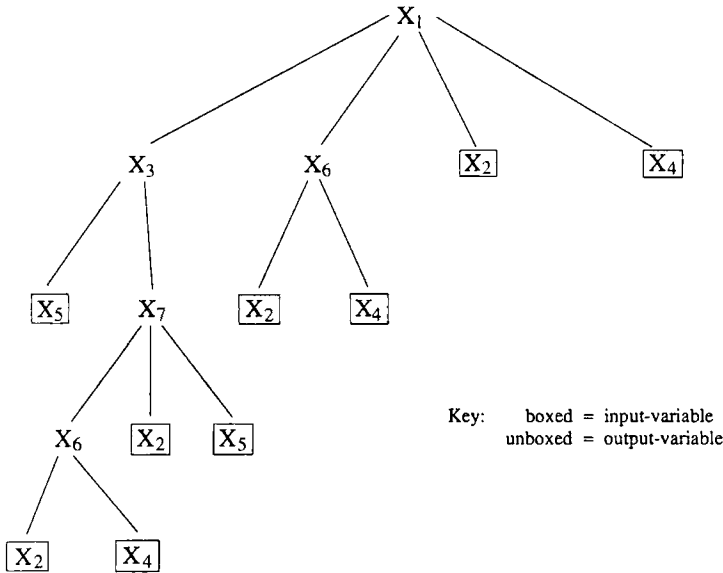 X₁
X₃ X₆ X₂ X₄
X₅ X₇ X₂ X₄
Key: boxed = input-variable
X₆ X₂ X₅
unboxed = output-variable
X₂ X₄